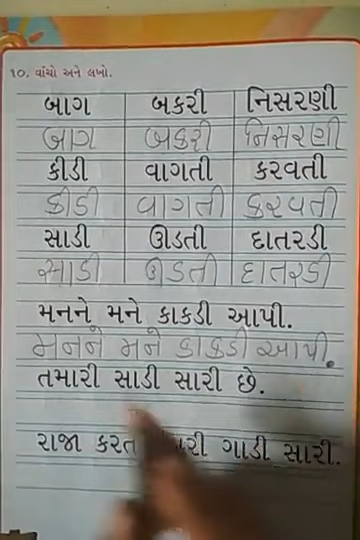 ૧૦. વાંચો અને લખો.
બાગ બકરી નિસરણી
બાગ બકરી નિસરણી
કીડી વાગતી કરવતી
કીડી વાગતી કરવતી
સાડી ઊડતી દાતરડી
સાડી ઊડતી દાતરડી
મનને મને કાકડી આપી.
મનને મને કાકડી આપી.
તમારી સાડી સારી છે.
રાજા ગાડી સારી.